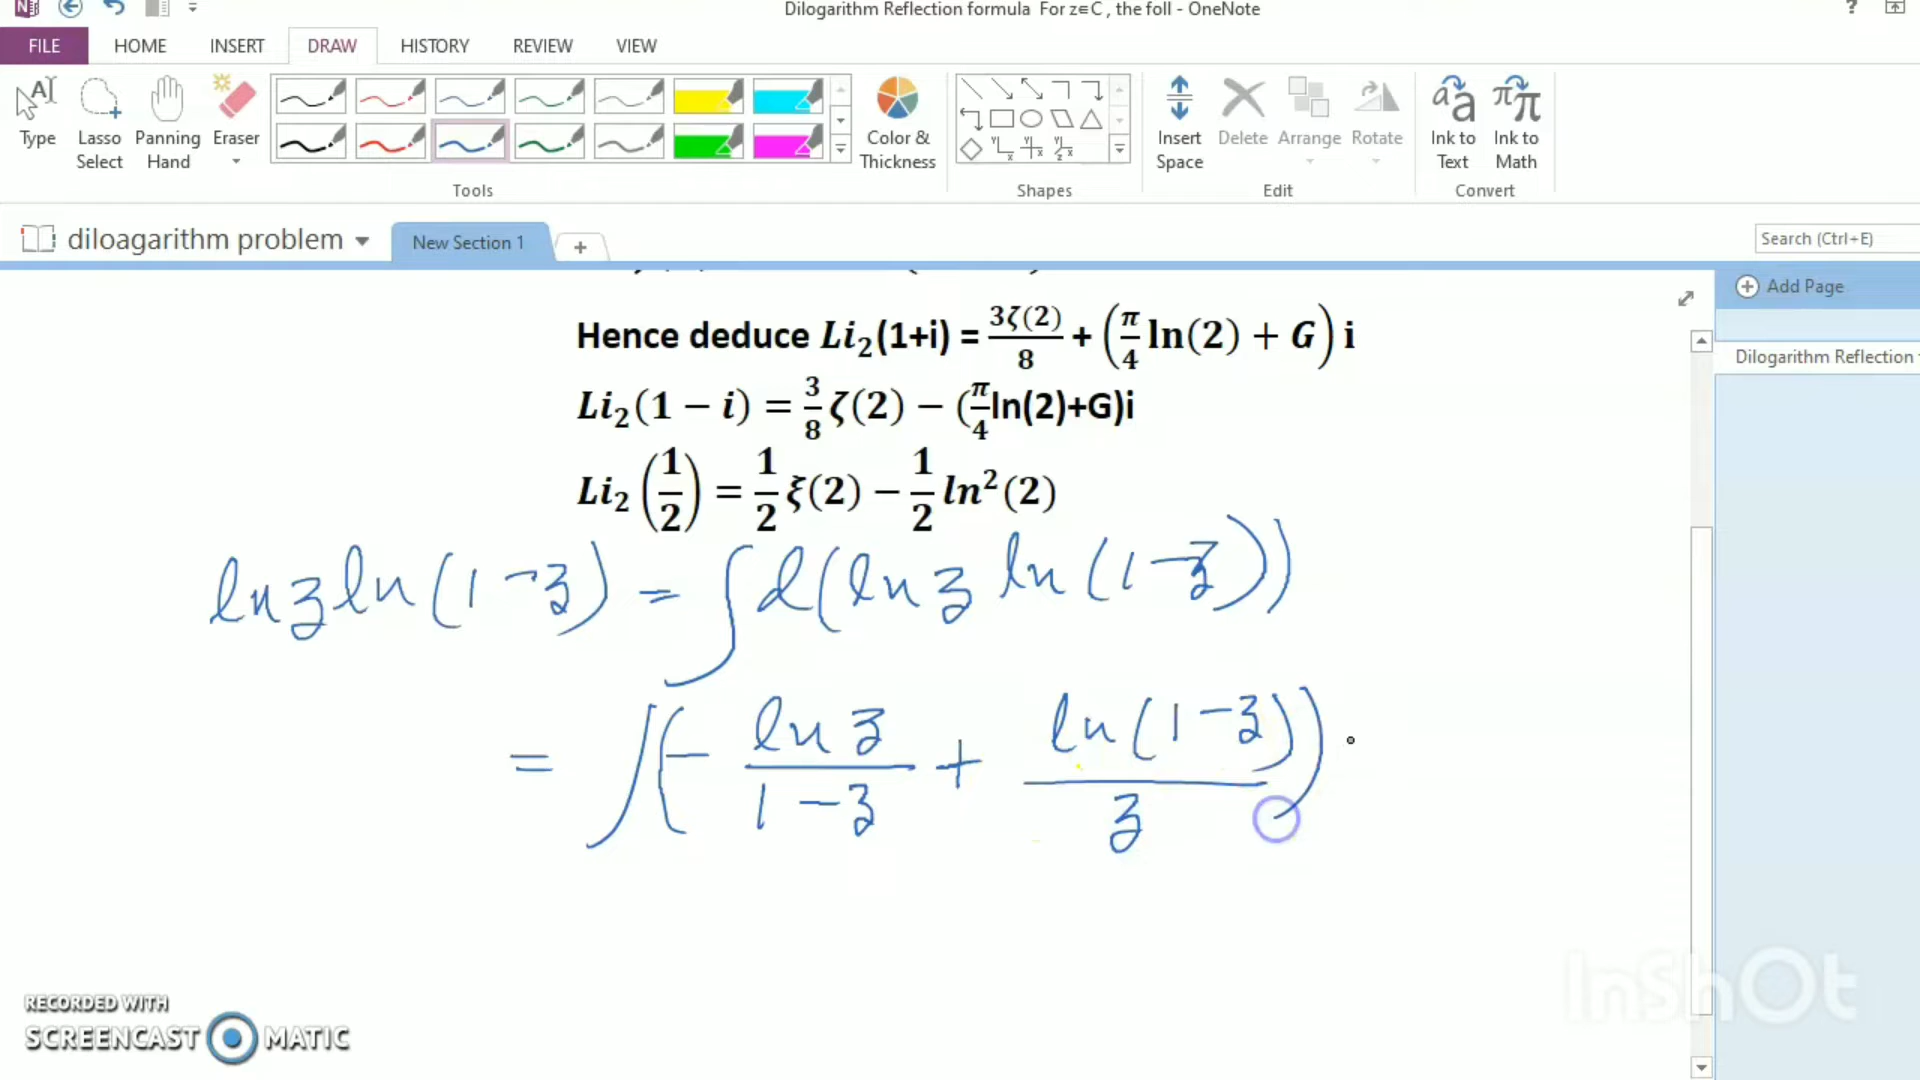 Dilogarithm Reflection formula For z∈C , the foll - OneNote
?
FILE HOME INSERT DRAW HISTORY REVIEW VIEW
Type
Lasso Select
Panning Hand
Eraser
Color & Thickness
Insert Space
Delete
Arrange
Rotate
Ink to Text
Ink to Math
Tools
Shapes
Edit
Convert
diloagarithm problem
New Section 1
+
Search (Ctrl+E)
Add Page
Dilogarithm Reflection
Hence deduce Li₂(1+i) = 3ζ(2)/8 + (π/4 ln(2) + G) i
Li₂(1 − i) = 3/8 ζ(2) − (π/4 ln(2)+G)i
Li₂(1/2) = 1/2 ξ(2) − 1/2 ln²(2)
ln z ln(1−z) = ∫d(ln z ln(1−z))
= ∫(− ln z/(1−z) + ln(1−z)/z)
RECORDED WITH
SCREENCAST MATIC
InShOt